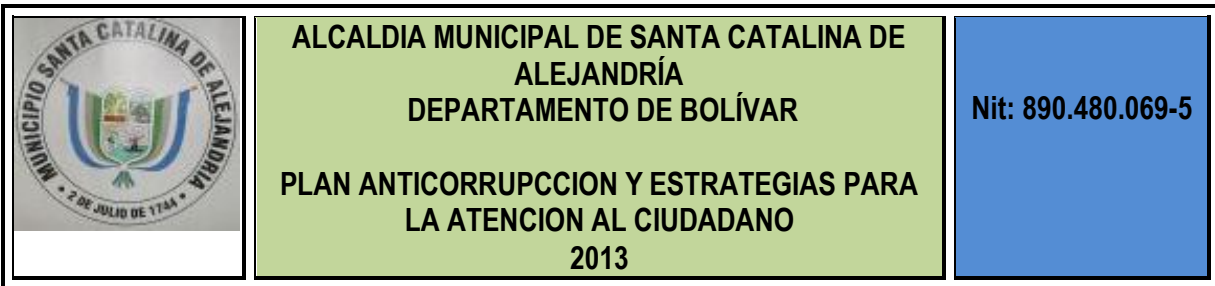 MUNICIPIO SANTA CATALINA DE ALEJANDRIA
• 2 DE JULIO DE 1744 •
ALCALDIA MUNICIPAL DE SANTA CATALINA DE
ALEJANDRÍA
DEPARTAMENTO DE BOLÍVAR
PLAN ANTICORRUPCCION Y ESTRATEGIAS PARA
LA ATENCION AL CIUDADANO
2013
Nit: 890.480.069-5